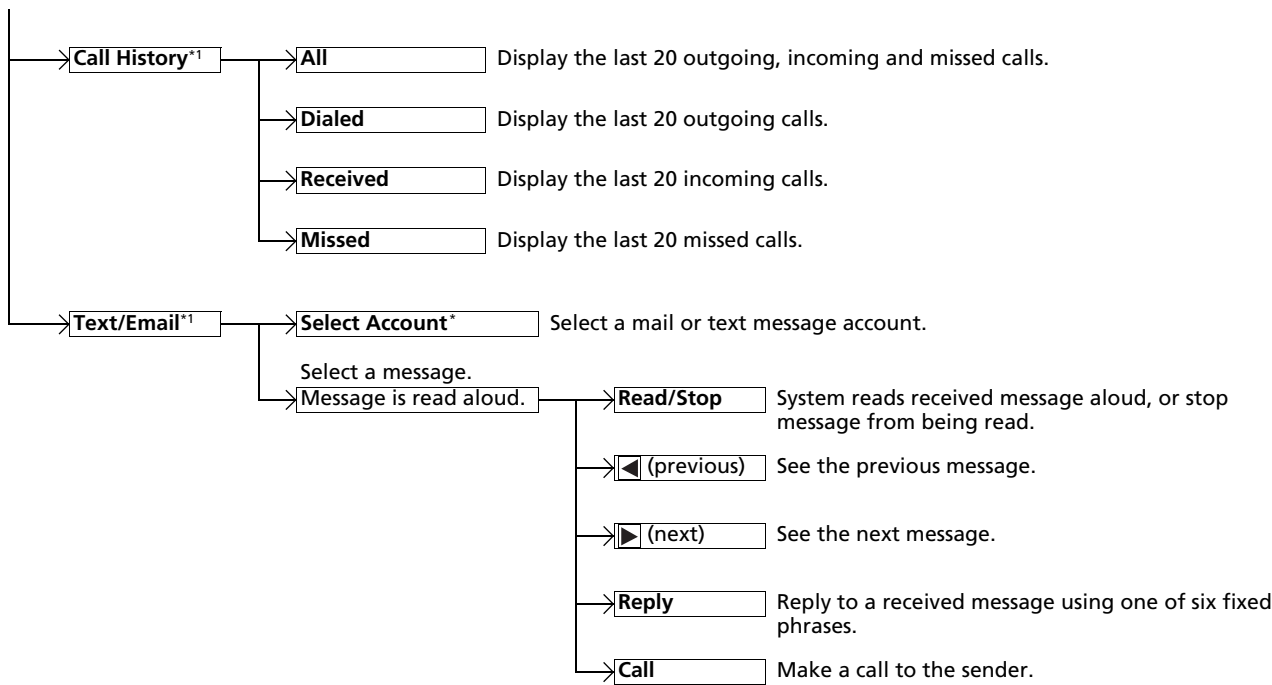 Call History*1
All
Display the last 20 outgoing, incoming and missed calls.
Dialed
Display the last 20 outgoing calls.
Received
Display the last 20 incoming calls.
Missed
Display the last 20 missed calls.
Text/Email*1
Select Account*
Select a mail or text message account.
Select a message.
Message is read aloud.
Read/Stop
System reads received message aloud, or stop
message from being read.
(previous)
See the previous message.
(next)
See the next message.
Reply
Reply to a received message using one of six fixed
phrases.
Call
Make a call to the sender.